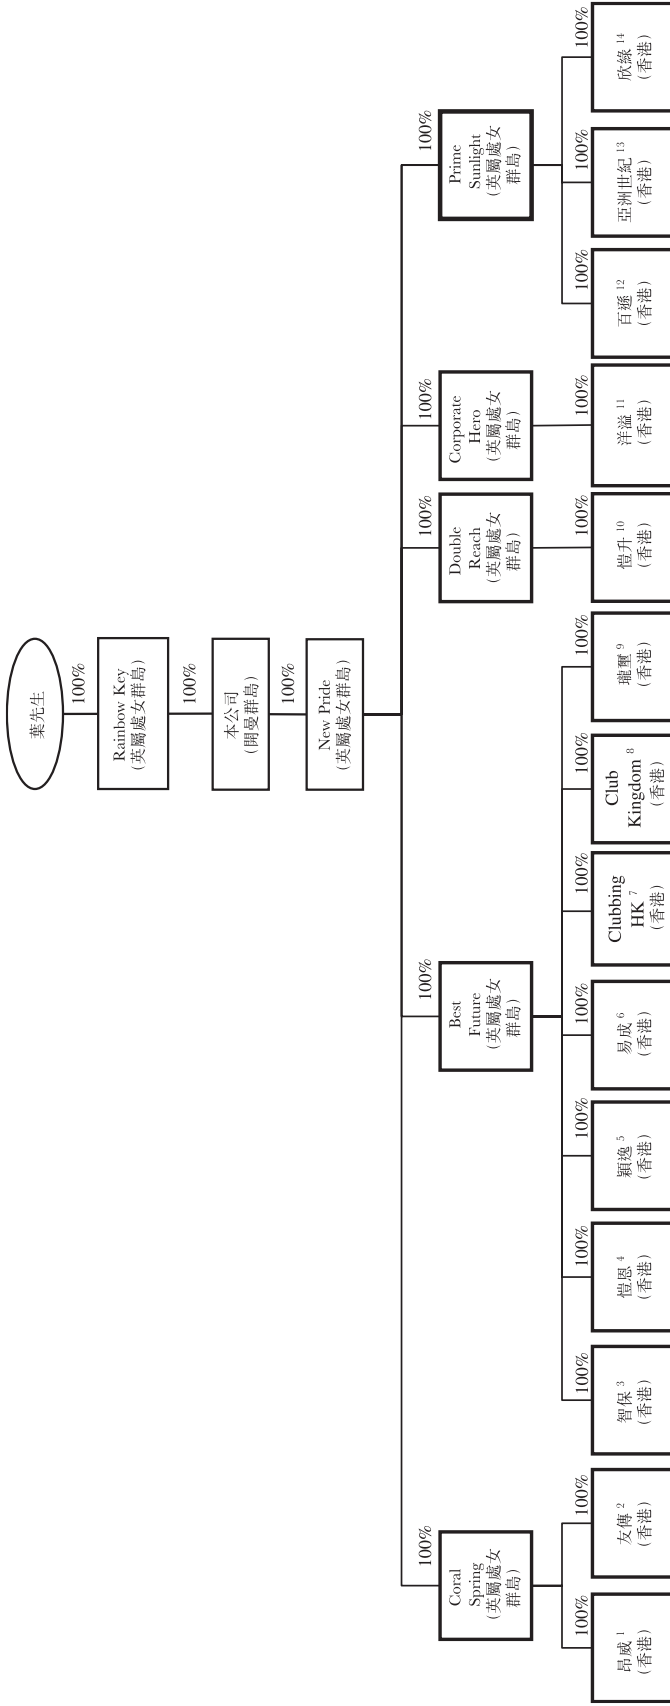 葉先生
100%
Rainbow Key
(英屬處女群島)
100%
本公司
(開曼群島)
100%
New Pride
(英屬處女群島)
100%
Coral
Spring
(英屬處女
群島)
100%
Best
Future
(英屬處女
群島)
100%
Double
Reach
(英屬處女
群島)
100%
Corporate
Hero
(英屬處女
群島)
100%
Prime
Sunlight
(英屬處女
群島)
100%
昂威 1
(香港)
100%
友傳 2
(香港)
100%
智保 3
(香港)
100%
愷恩 4
(香港)
100%
穎逸 5
(香港)
100%
易成 6
(香港)
100%
Clubbing
HK 7
(香港)
100%
Club
Kingdom 8
(香港)
100%
瓏璽 9
(香港)
100%
愷升 10
(香港)
100%
洋溢 11
(香港)
100%
百遜 12
(香港)
100%
亞洲世紀 13
(香港)
100%
欣綠 14
(香港)